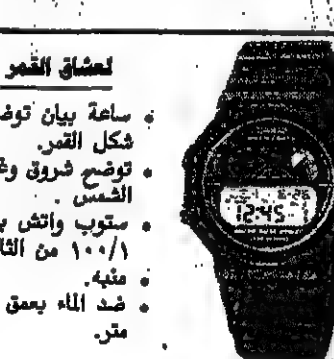 لعشاق القمر
• ساعة بيان توض
شكل القمر.
• توضح شروق وغ
الشمس.
• ستوب واتش ب
١/١٠٠ من الثا
• منبه.
• ضد الماء بعمق
متر.
12:45